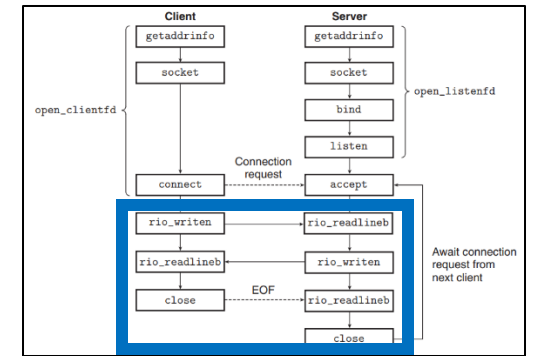 Client
Server
getaddrinfo
getaddrinfo
socket
socket
open_listenfd
open_clientfd
bind
listen
Connection
request
connect
accept
rio_writen
rio_readlineb
Await connection
request from
next client
rio_readlineb
rio_writen
close
EOF
rio_readlineb
close